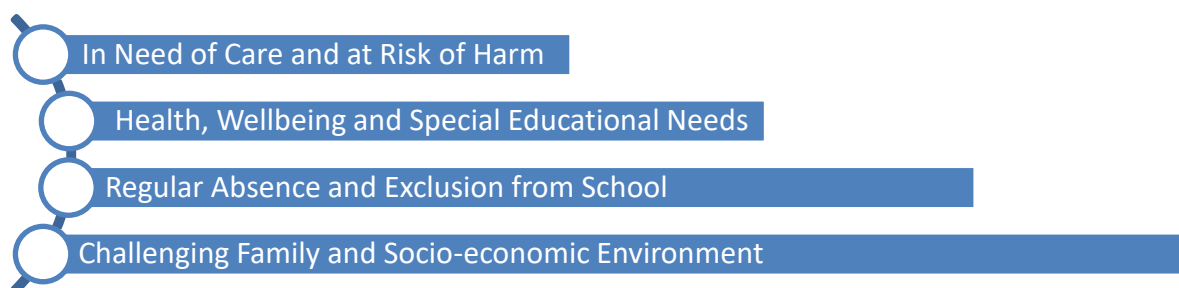 In Need of Care and at Risk of Harm
Health, Wellbeing and Special Educational Needs
Regular Absence and Exclusion from School
Challenging Family and Socio-economic Environment